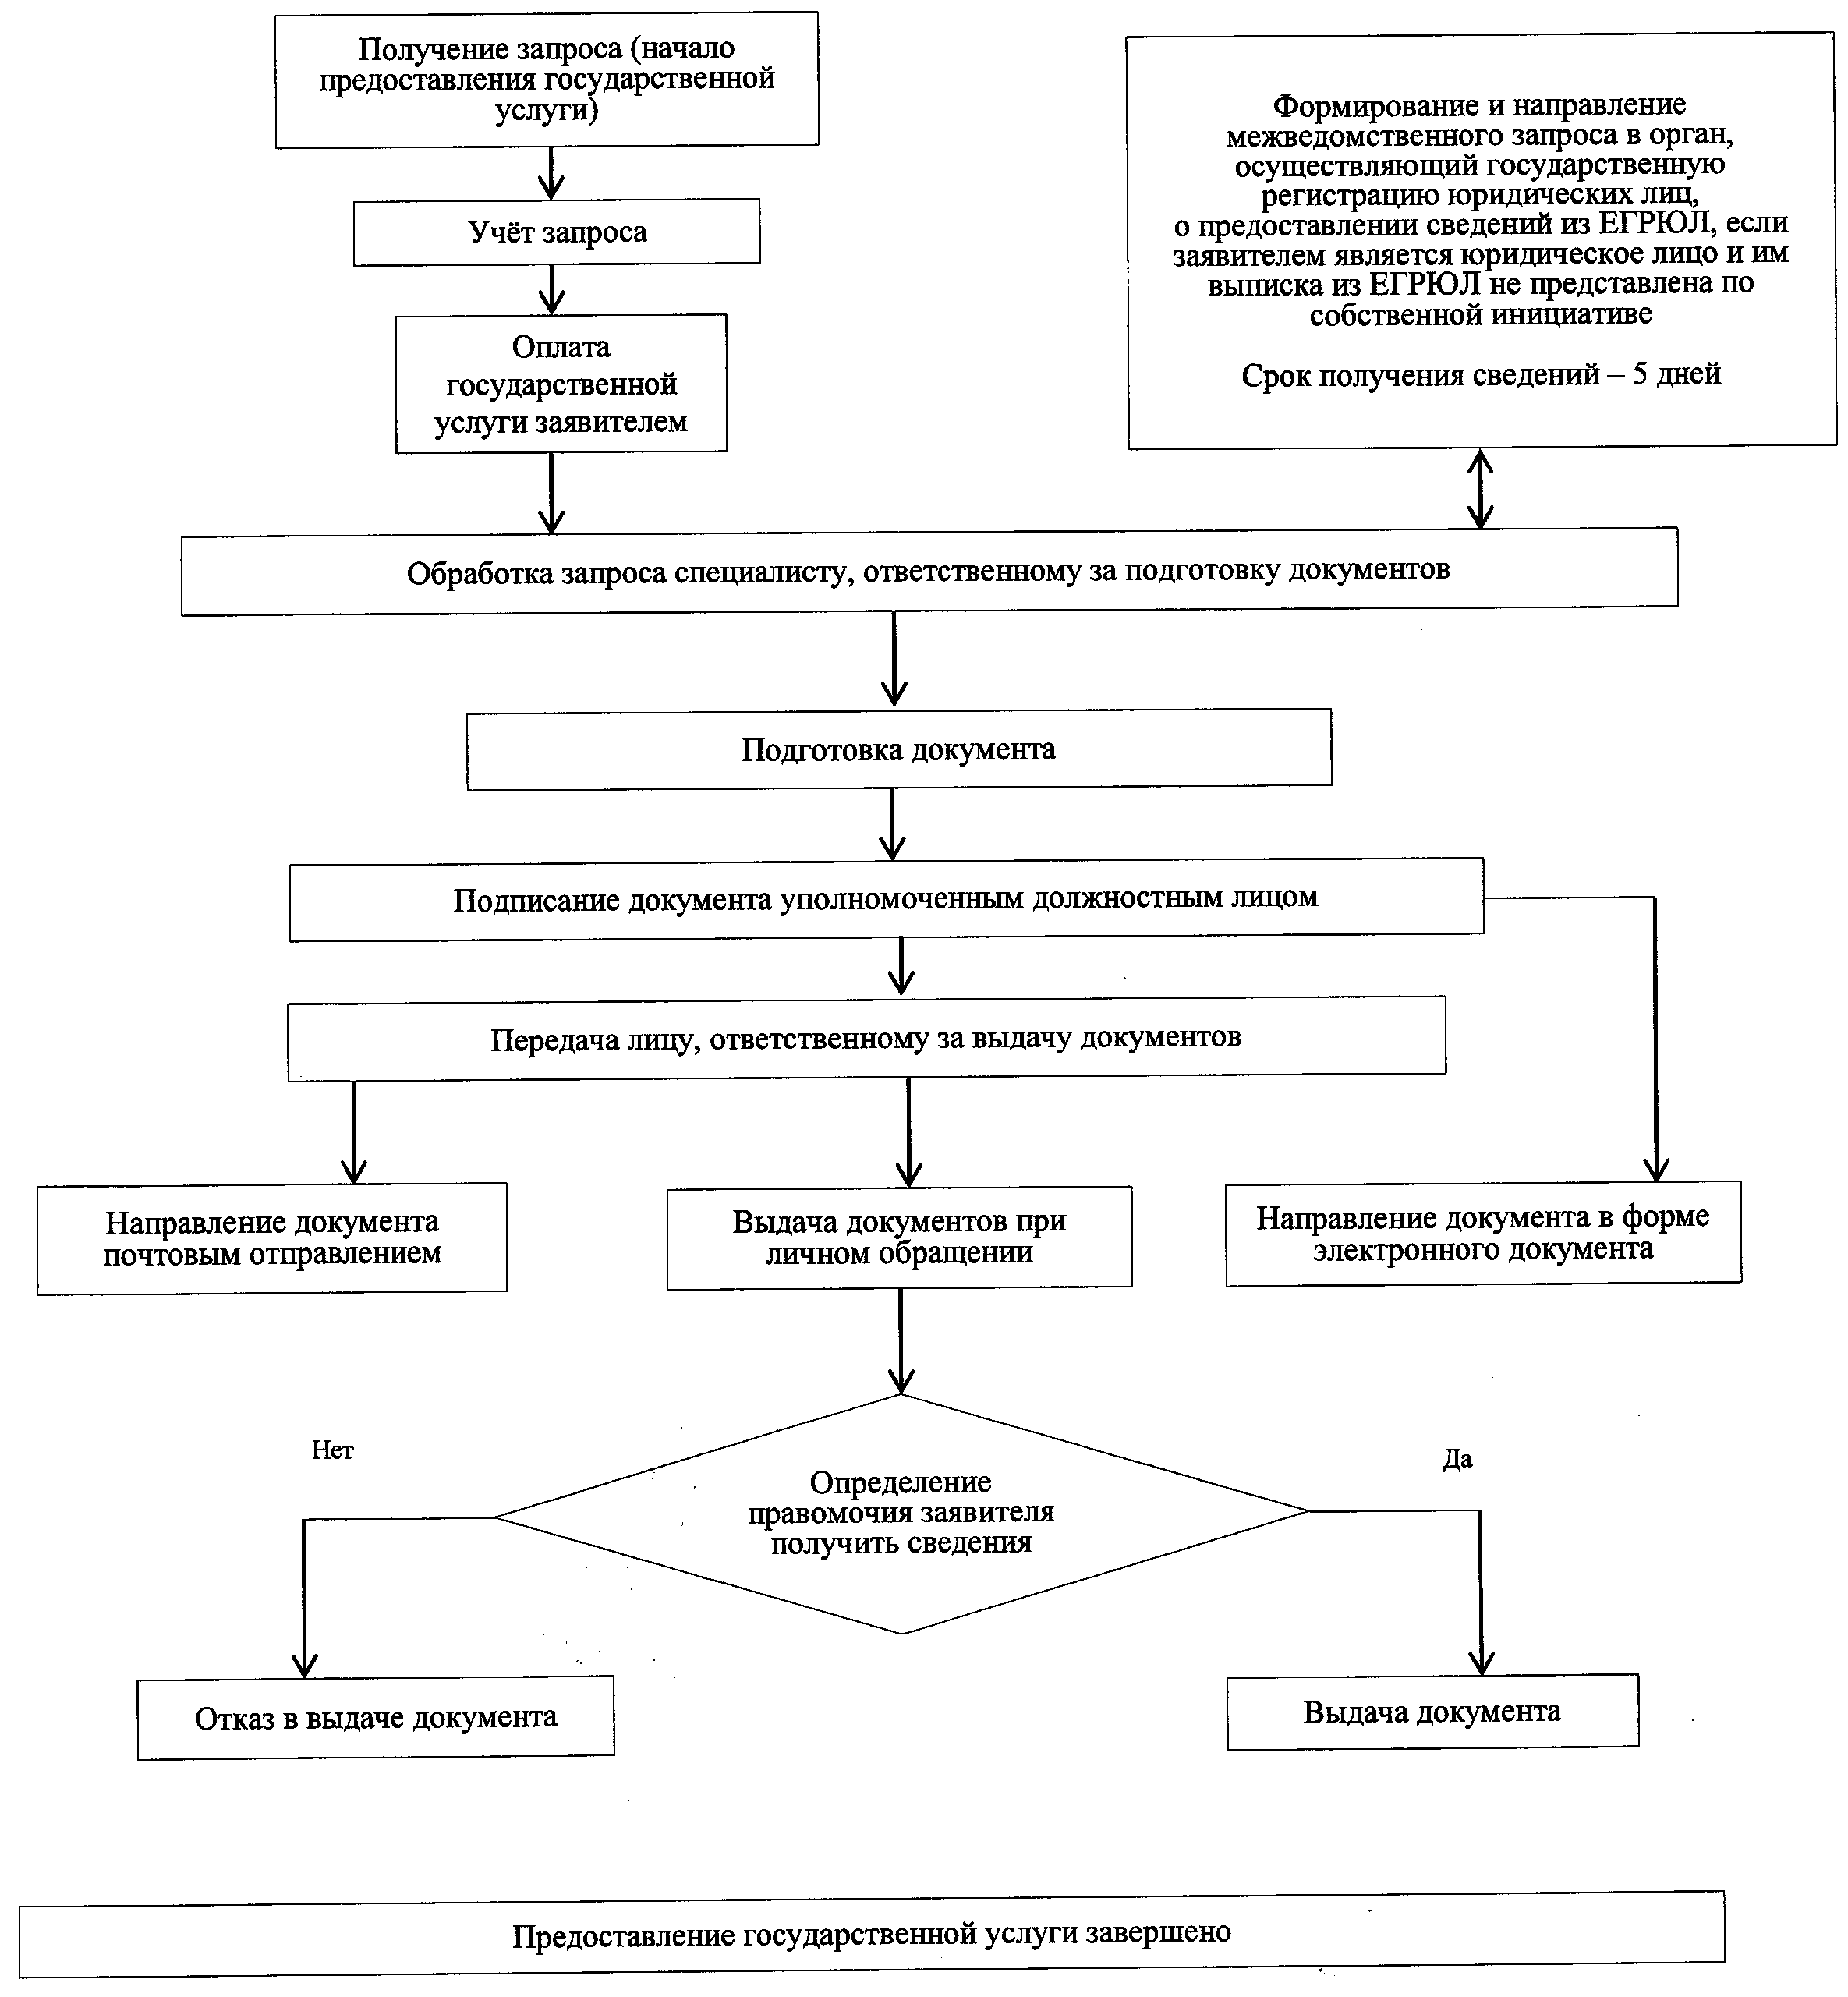 Получение запроса (начало
предоставления государственной
услуги)
Учёт запроса
Оплата
государственной
услуги заявителем
Формирование и направление
межведомственного запроса в орган,
осуществляющий государственную
регистрацию юридических лиц,
о предоставлении сведений из ЕГРЮЛ, если
заявителем является юридическое лицо и им
выписка из ЕГРЮЛ не представлена по
собственной инициативе
Срок получения сведений – 5 дней
Обработка запроса специалисту, ответственному за подготовку документов
Подготовка документа
Подписание документа уполномоченным должностным лицом
Передача лицу, ответственному за выдачу документов
Направление документа
почтовым отправлением
Выдача документов при
личном обращении
Направление документа в форме
электронного документа
Нет
Да
Определение
правомочия заявителя
получить сведения
Отказ в выдаче документа
Выдача документа
Предоставление государственной услуги завершено